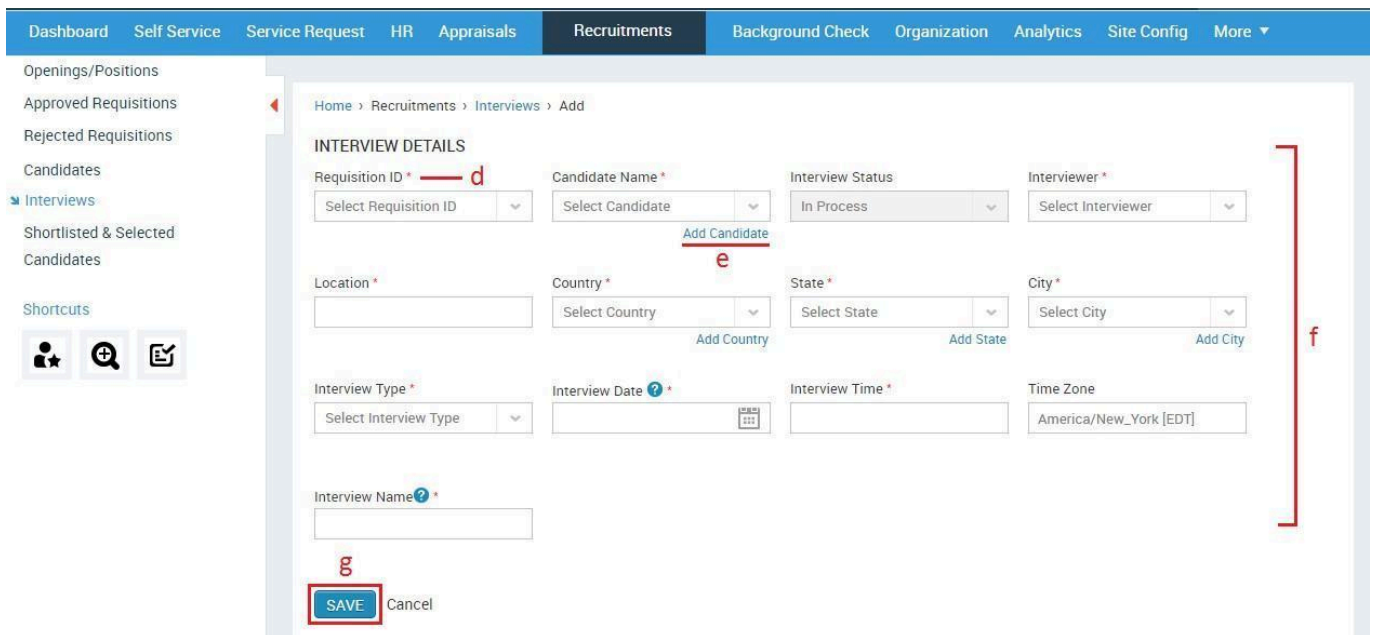 Dashboard Self Service Service Request HR Appraisals Recruitments Background Check Organization Analytics Site Config More ▼
Openings/Positions
Approved Requisitions
Rejected Requisitions
Candidates
Interviews
Shortlisted & Selected
Candidates
Shortcuts
Home › Recruitments › Interviews › Add
INTERVIEW DETAILS
Requisition ID * d Candidate Name * Interview Status Interviewer *
Select Requisition ID Select Candidate In Process Select Interviewer
Add Candidate
e
Location * Country * State * City *
Select Country Select State Select City
Add Country Add State Add City
f
Interview Type * Interview Date ? * Interview Time * Time Zone
Select Interview Type America/New_York [EDT]
Interview Name ? *
g
SAVE Cancel